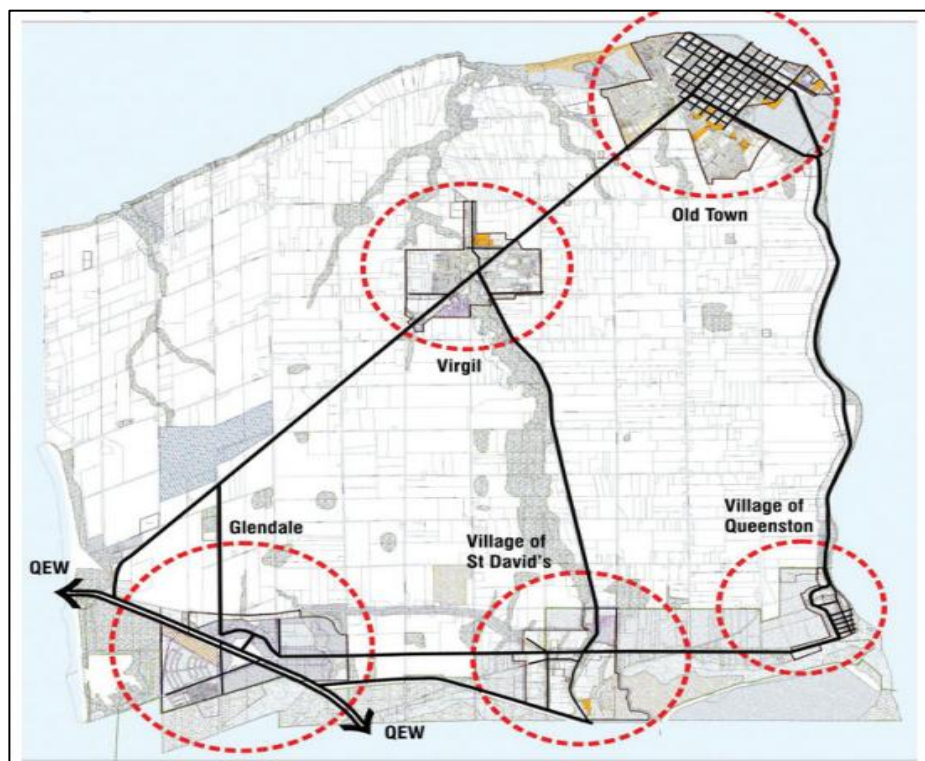 Old Town
Virgil
Glendale
Village of
St David's
Village of
Queenston
QEW
QEW